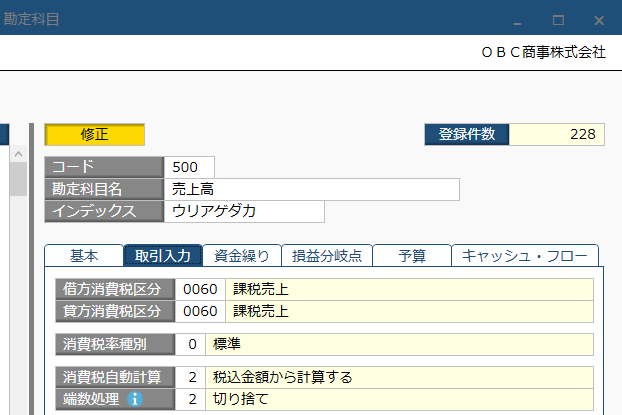 勘定科目
ＯＢＣ商事株式会社
修正 登録件数 228
コード 500
勘定科目名 売上高
インデックス ウリアゲダカ
基本 取引入力 資金繰り 損益分岐点 予算 キャッシュ・フロー
借方消費税区分 0060 課税売上
貸方消費税区分 0060 課税売上
消費税率種別 0 標準
消費税自動計算 2 税込金額から計算する
端数処理 2 切り捨て